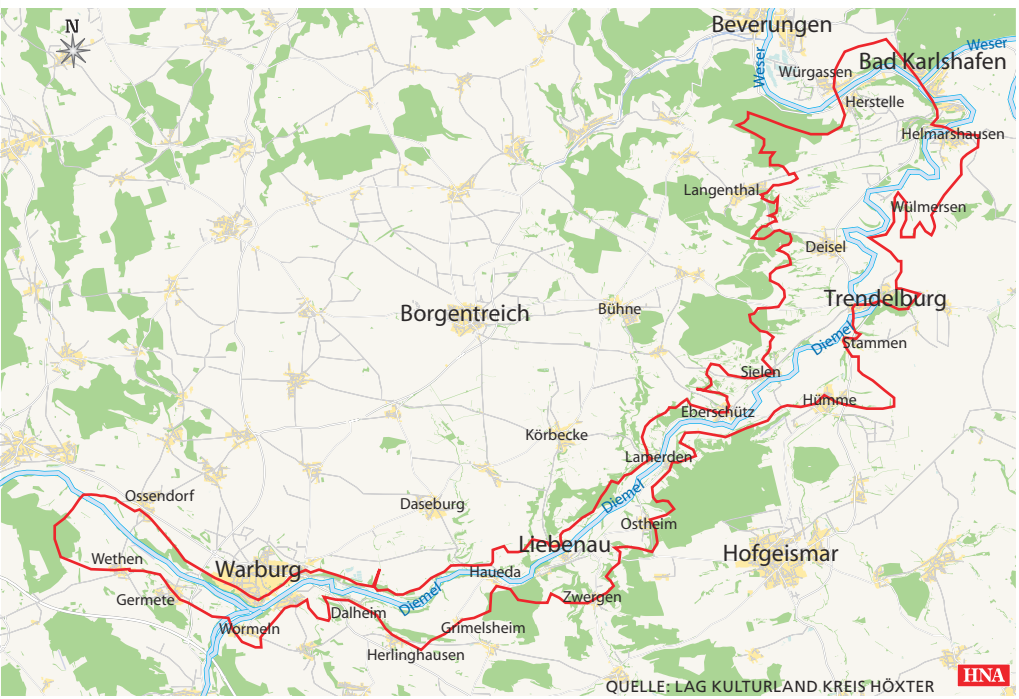 N
Beverungen
Weser
Weser
Bad Karlshafen
Würgassen
Herstelle
Helmarshausen
Langenthal
Wülmersen
Deisel
Trendelburg
Borgentreich
Bühne
Diemel
Stammen
Sielen
Hümme
Eberschütz
Körbecke
Lamerden
Ossendorf
Daseburg
Diemel
Ostheim
Liebenau
Hofgeismar
Wethen
Warburg
Haueda
Germete
Diemel
Zwergen
Dalheim
Wormeln
Grimelsheim
Herlinghausen
HNA
QUELLE: LAG KULTURLAND KREIS HÖXTER